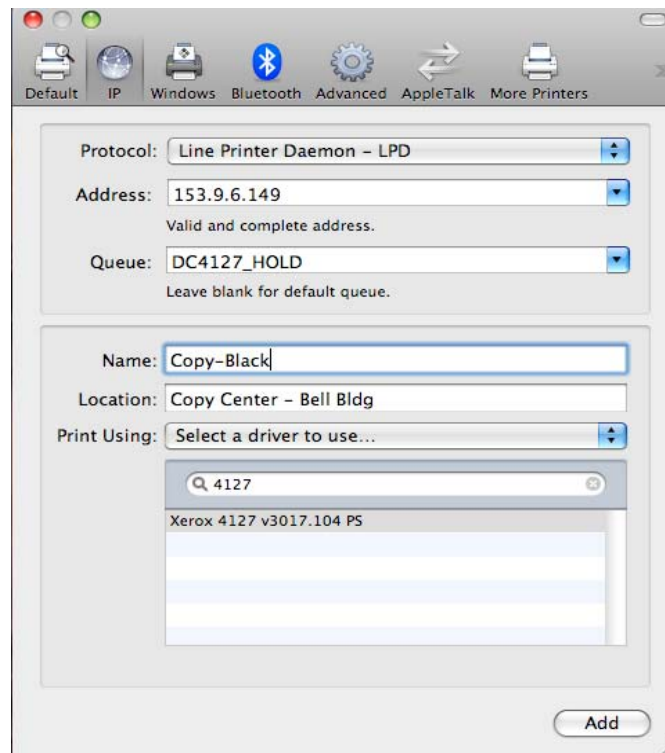 Default IP Windows Bluetooth Advanced AppleTalk More Printers
Protocol: Line Printer Daemon – LPD
Address: 153.9.6.149
Valid and complete address.
Queue: DC4127_HOLD
Leave blank for default queue.
Name: Copy-Black
Location: Copy Center – Bell Bldg
Print Using: Select a driver to use...
4127
Xerox 4127 v3017.104 PS
Add